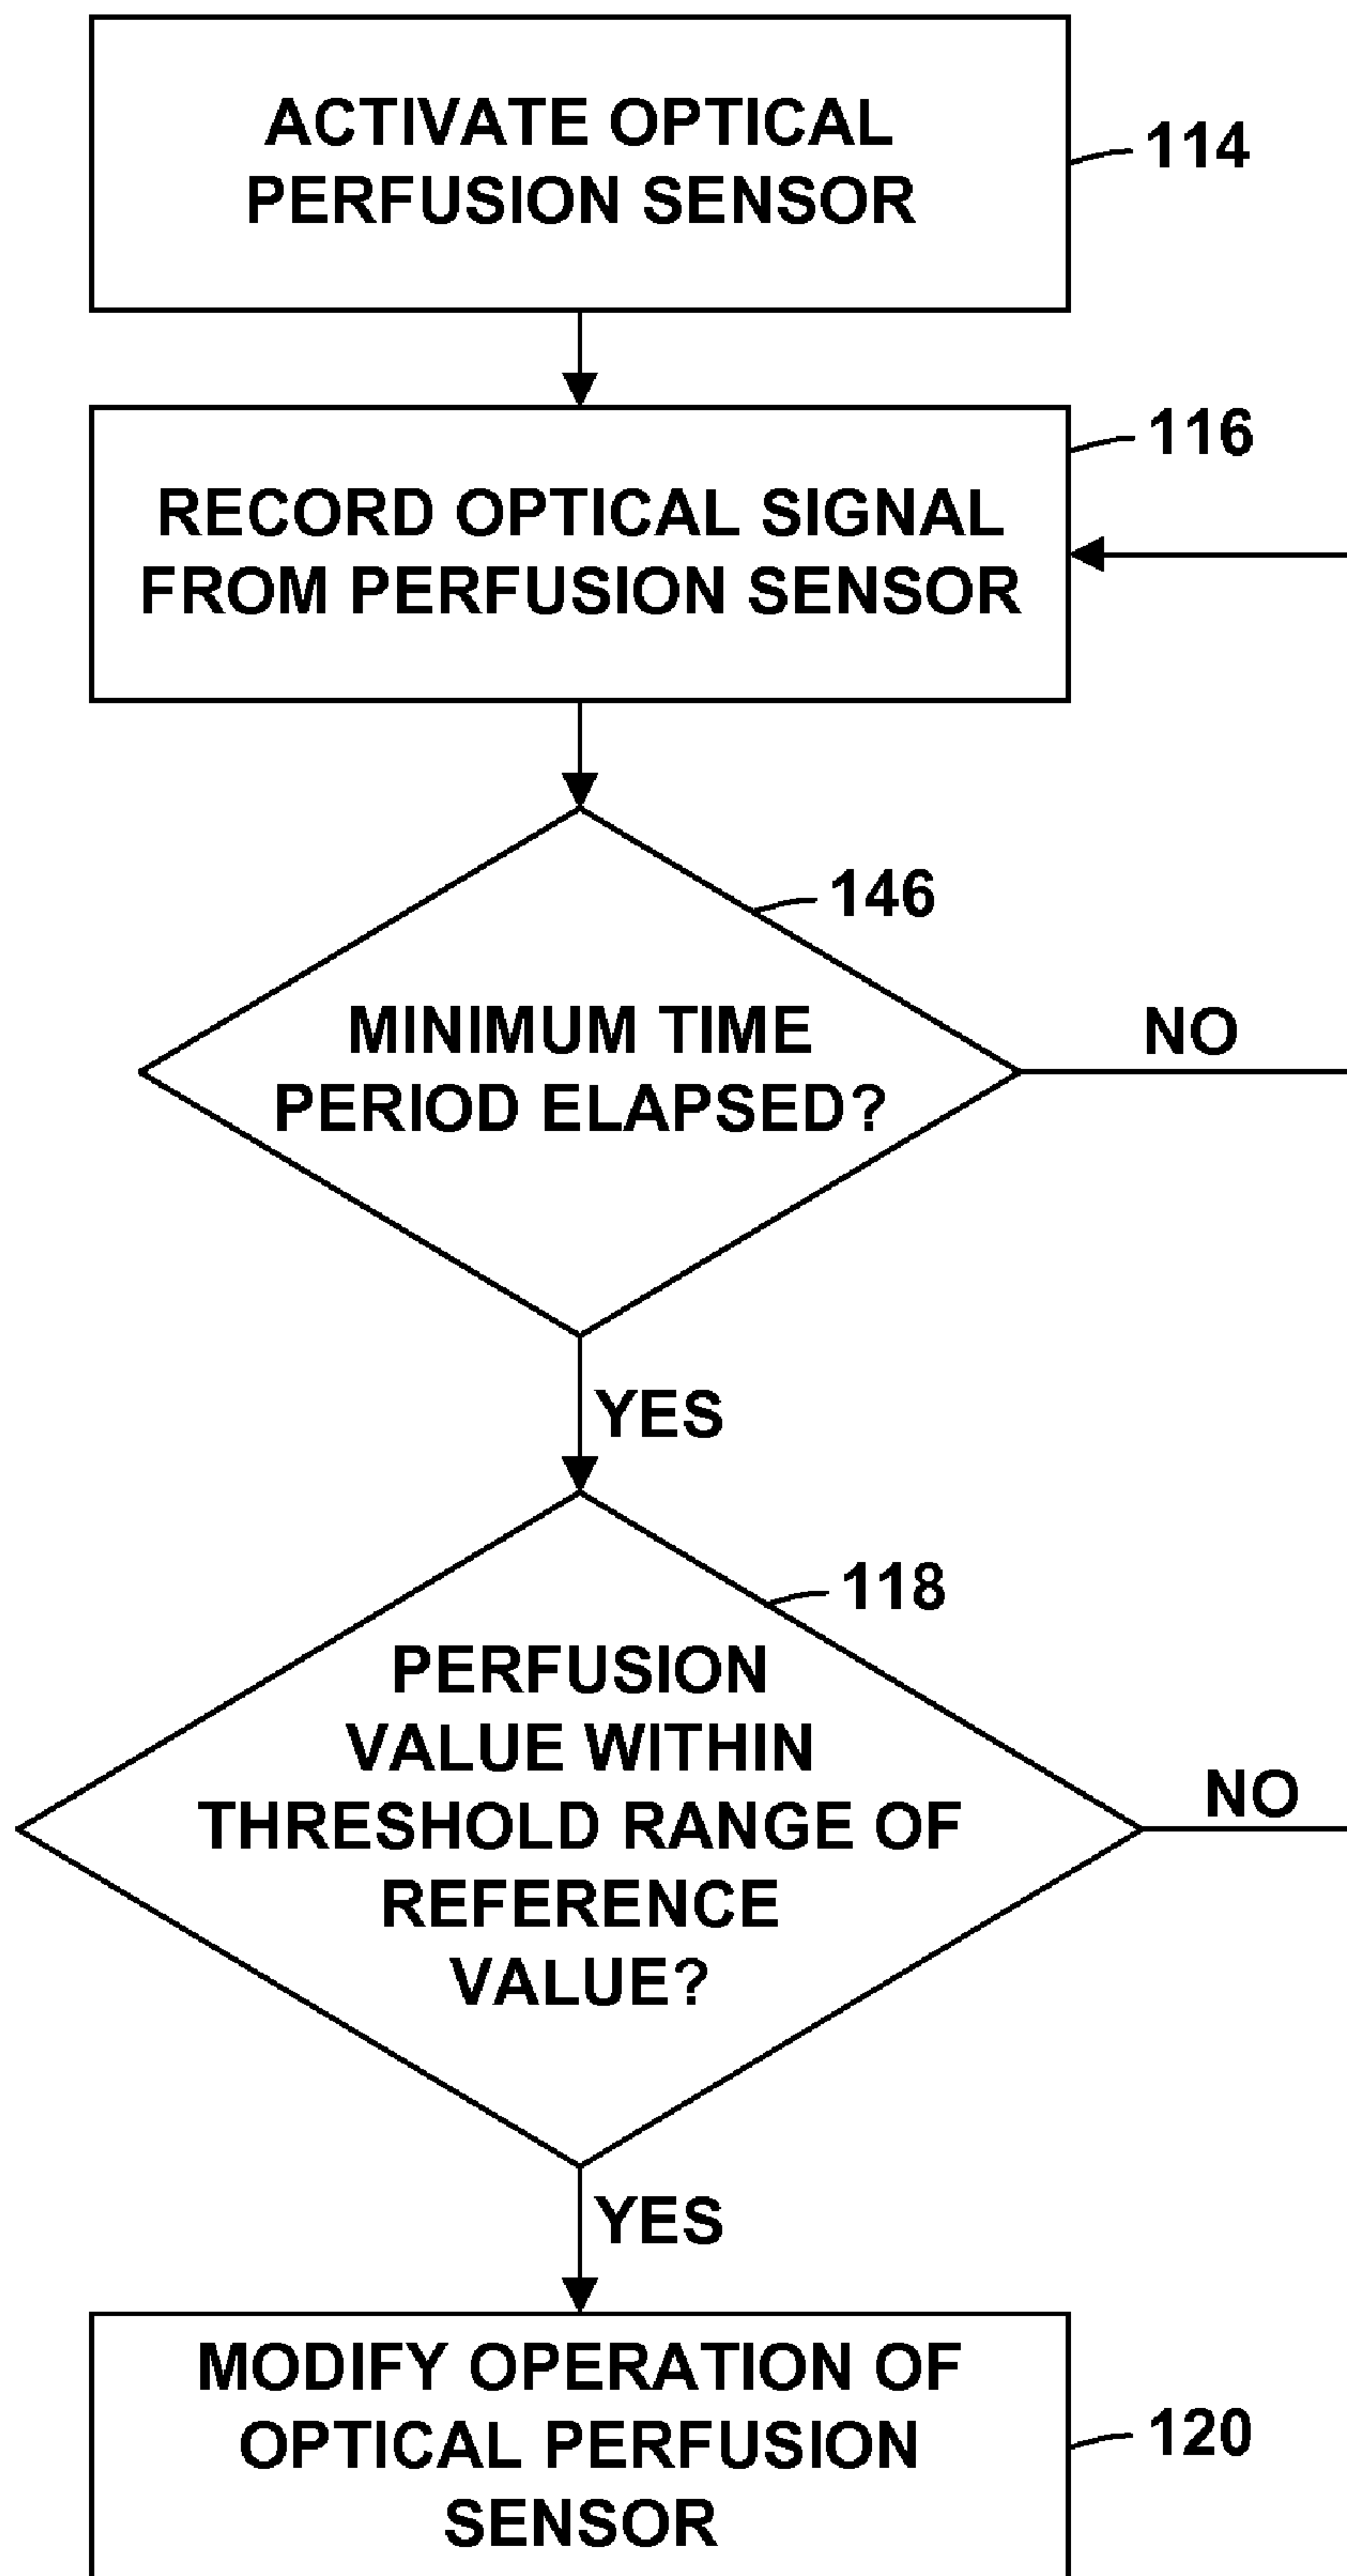 ACTIVATE OPTICAL
PERFUSION SENSOR
114
RECORD OPTICAL SIGNAL
FROM PERFUSION SENSOR
116
146
MINIMUM TIME
PERIOD ELAPSED?
NO
YES
118
PERFUSION
VALUE WITHIN
THRESHOLD RANGE OF
REFERENCE
VALUE?
NO
YES
MODIFY OPERATION OF
OPTICAL PERFUSION
SENSOR
120